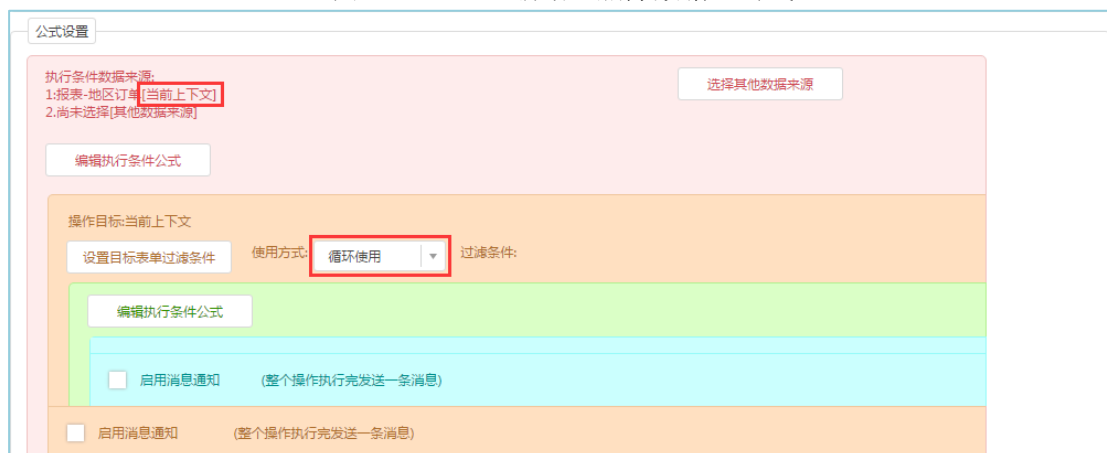 公式设置
执行条件数据来源:
1:报表-地区订单[当前上下文]
选择其他数据来源
2.尚未选择[其他数据来源]
编辑执行条件公式
操作目标:当前上下文
设置目标表单过滤条件 使用方式: 循环使用 过滤条件:
编辑执行条件公式
启用消息通知 (整个操作执行完发送一条消息)
启用消息通知 (整个操作执行完发送一条消息)